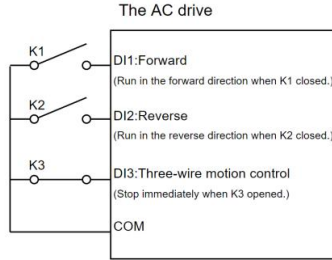 The AC drive
K1
DI1:Forward
(Run in the forward direction when K1 closed.)
K2
DI2:Reverse
(Run in the reverse direction when K2 closed.)
K3
DI3:Three-wire motion control
(Stop immediately when K3 opened.)
COM